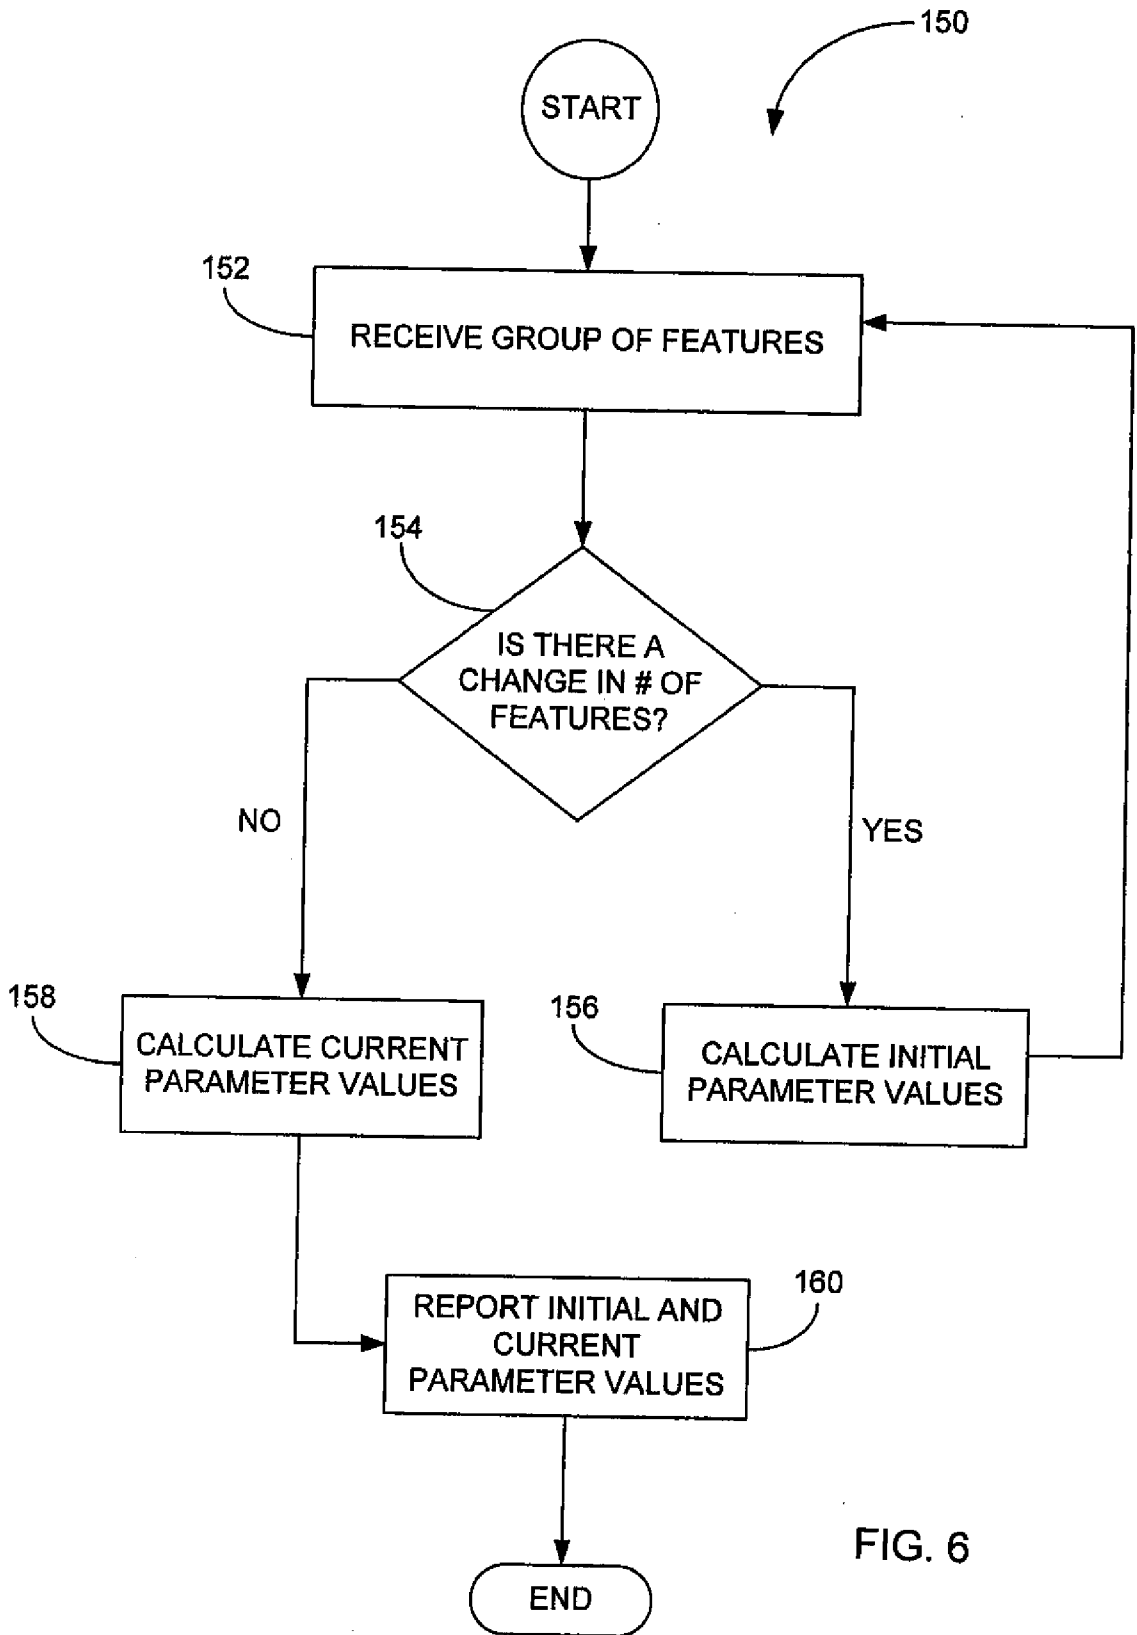 150
START
152
RECEIVE GROUP OF FEATURES
154
IS THERE A
CHANGE IN # OF
FEATURES?
NO
YES
158
CALCULATE CURRENT
PARAMETER VALUES
156
CALCULATE INITIAL
PARAMETER VALUES
160
REPORT INITIAL AND
CURRENT
PARAMETER VALUES
END
FIG. 6